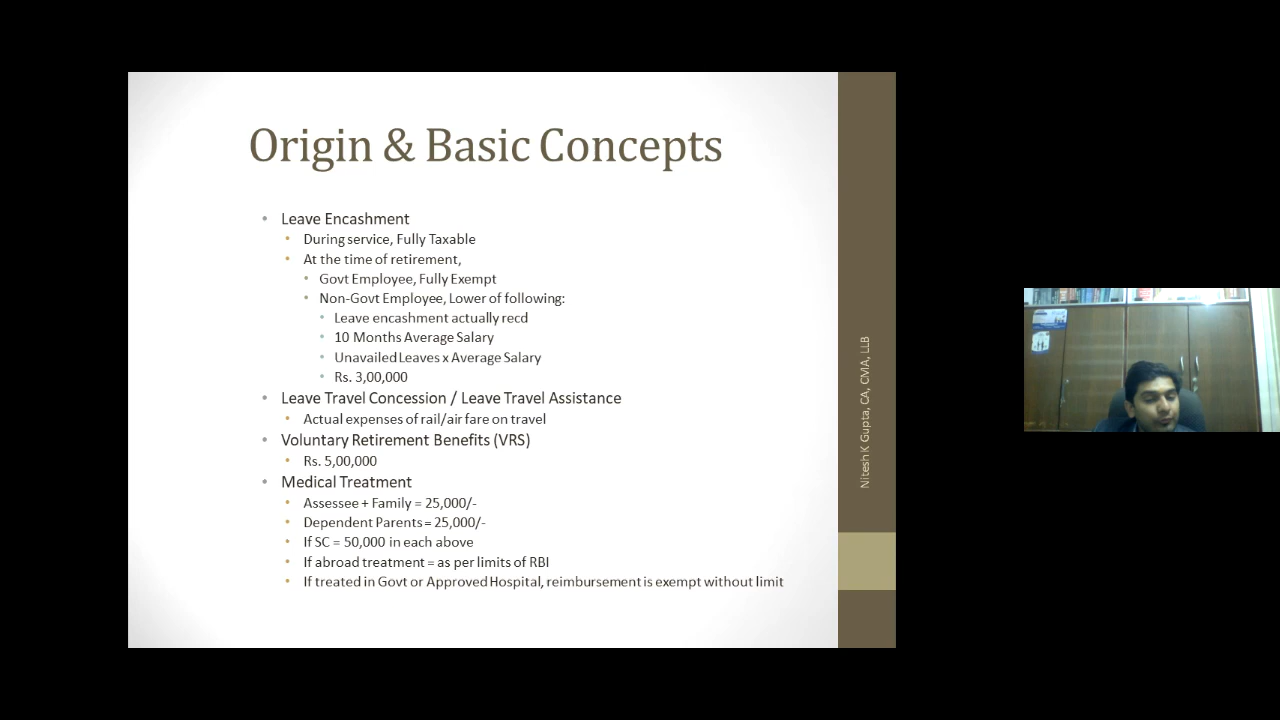 Origin & Basic Concepts
• Leave Encashment
• During service, Fully Taxable
• At the time of retirement,
• Govt Employee, Fully Exempt
• Non-Govt Employee, Lower of following:
• Leave encashment actually recd
• 10 Months Average Salary
• Unavailed Leaves x Average Salary
• Rs. 3,00,000
• Leave Travel Concession / Leave Travel Assistance
• Actual expenses of rail/air fare on travel
• Voluntary Retirement Benefits (VRS)
• Rs. 5,00,000
• Medical Treatment
• Assessee + Family = 25,000/-
• Dependent Parents = 25,000/-
• If SC = 50,000 in each above
• If abroad treatment = as per limits of RBI
• If treated in Govt or Approved Hospital, reimbursement is exempt without limit
Nitesh K Gupta, CA, CMA, LLB